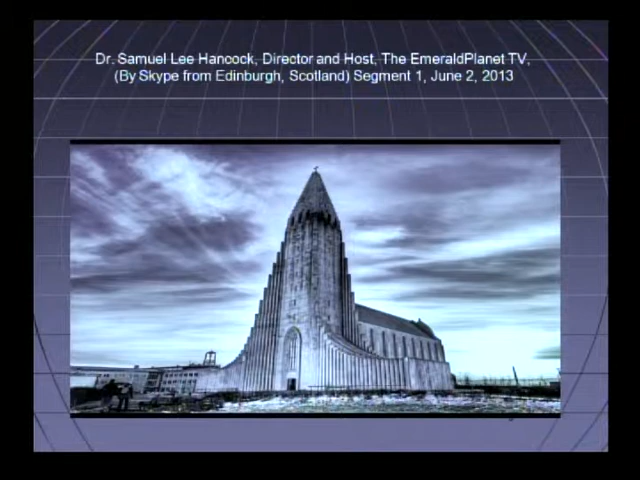 Dr. Samuel Lee Hancock, Director and Host, The EmeraldPlanet TV,
(By Skype from Edinburgh, Scotland) Segment 1, June 2, 2013